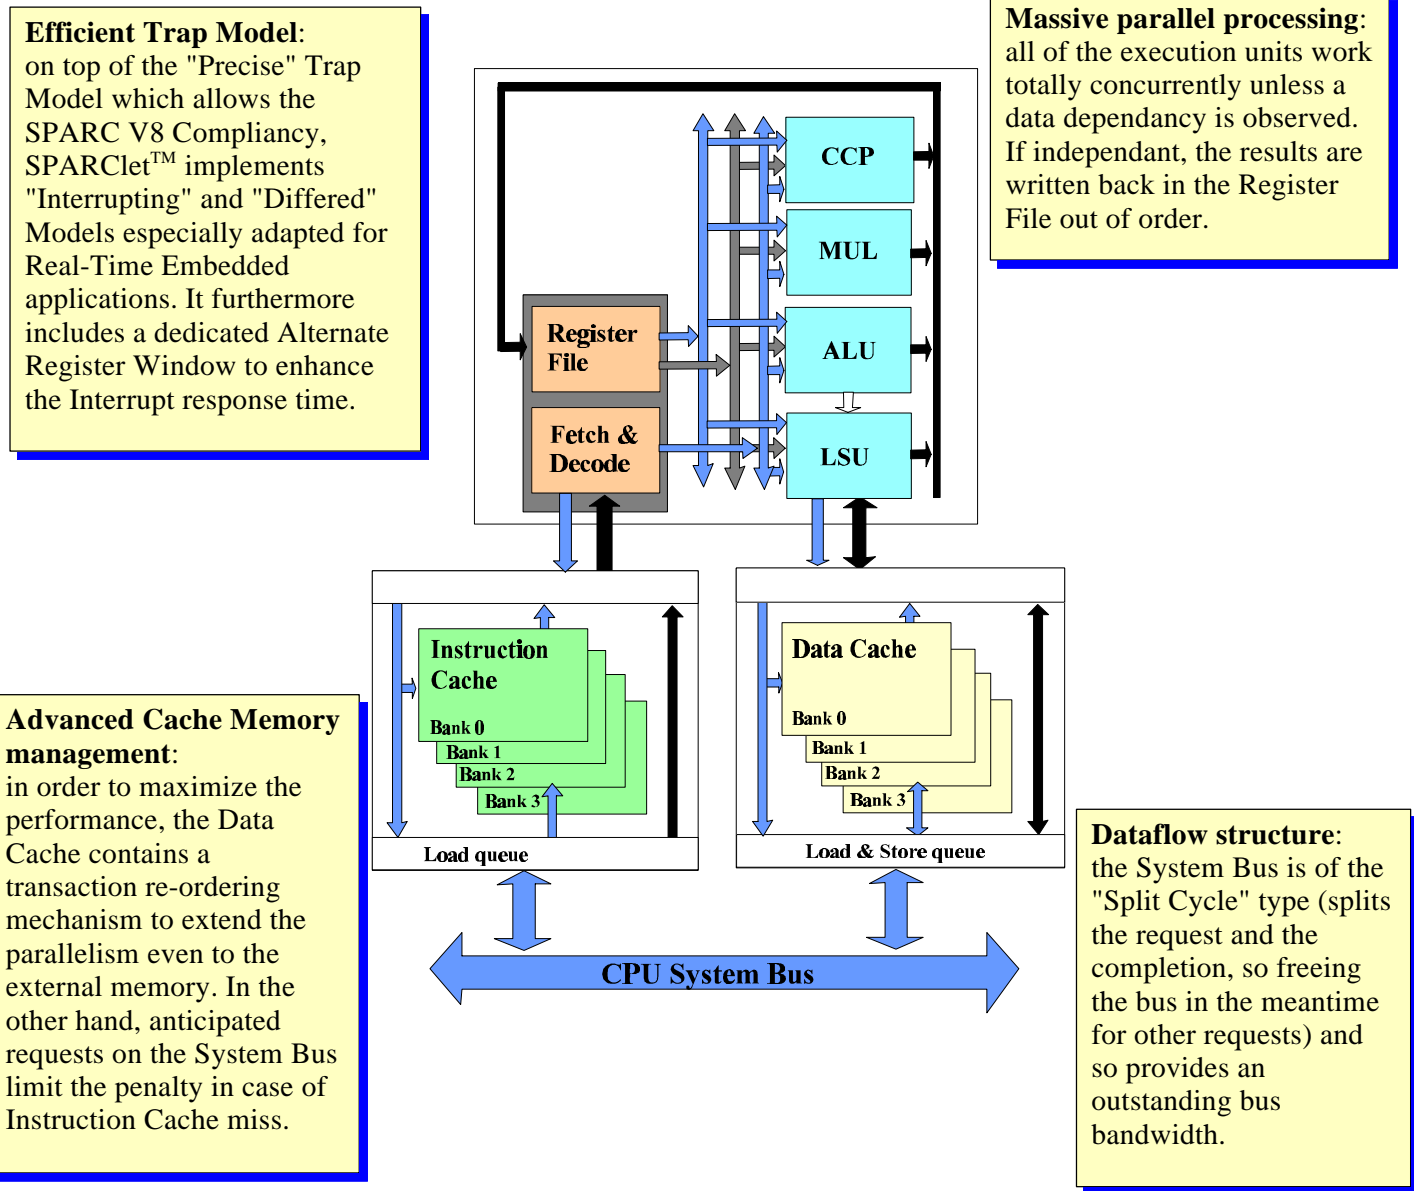 Efficient Trap Model:
on top of the "Precise" Trap
Model which allows the
SPARC V8 Compliancy,
SPARClet™ implements
"Interrupting" and "Differed"
Models especially adapted for
Real-Time Embedded
applications. It furthermore
includes a dedicated Alternate
Register Window to enhance
the Interrupt response time.
Massive parallel processing:
all of the execution units work
totally concurrently unless a
data dependancy is observed.
If independant, the results are
written back in the Register
File out of order.
CCP
MUL
ALU
LSU
Register
File
Fetch &
Decode
Instruction
Cache
Bank 0
Bank 1
Bank 2
Bank 3
Load queue
Data Cache
Bank 0
Bank 1
Bank 2
Bank 3
Load & Store queue
CPU System Bus
Advanced Cache Memory
management:
in order to maximize the
performance, the Data
Cache contains a
transaction re-ordering
mechanism to extend the
parallelism even to the
external memory. In the
other hand, anticipated
requests on the System Bus
limit the penalty in case of
Instruction Cache miss.
Dataflow structure:
the System Bus is of the
"Split Cycle" type (splits
the request and the
completion, so freeing
the bus in the meantime
for other requests) and
so provides an
outstanding bus
bandwidth.